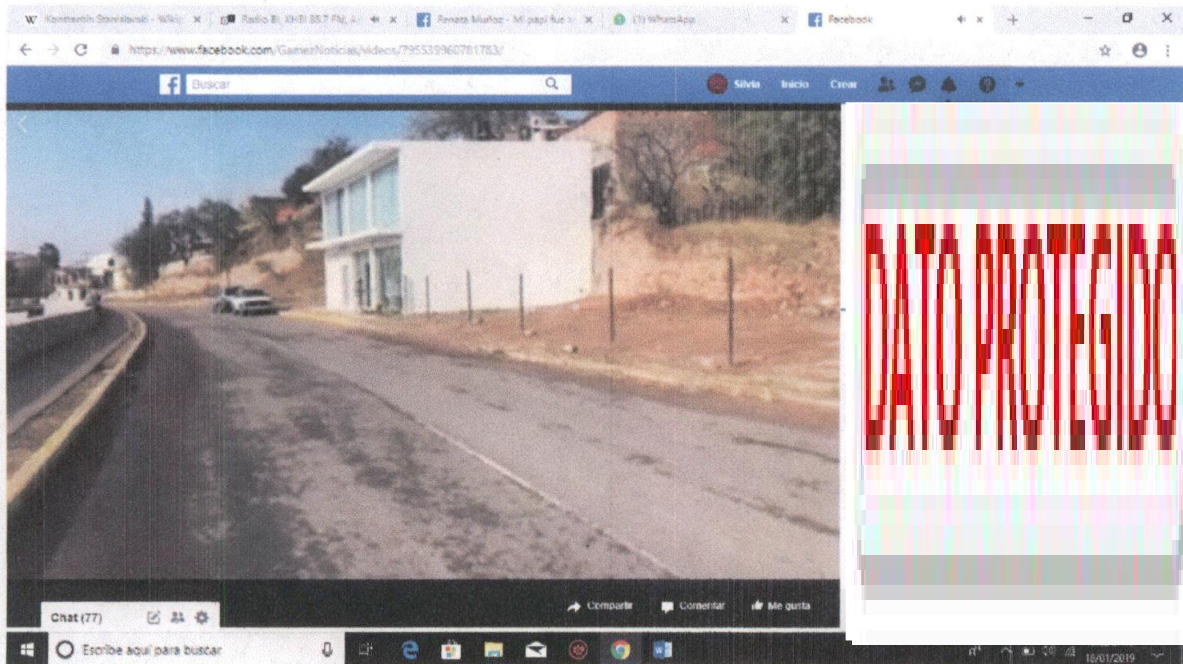 Konstantin Stanislavski - Wikip
Radio BI, XHBI 88.7 FM, A
Renata Muñoz - Mi papi fue
(1) WhatsApp
Facebook
https://www.facebook.com/GamezNoticias/videos/795539960781783/
Buscar
Silvia
Inicio
Crear
DATO PROTEGIDO
Compartir
Comentar
Me gusta
Chat (77)
Escribe aquí para buscar
18/01/2019